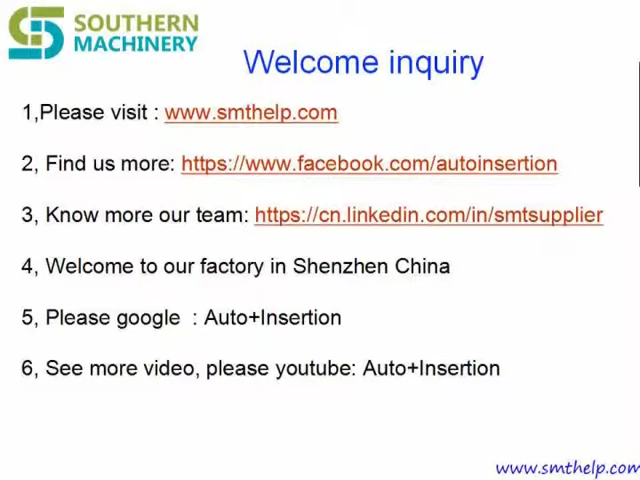 SOUTHERN
MACHINERY
Welcome inquiry
1,Please visit : www.smthelp.com
2, Find us more: https://www.facebook.com/autoinsertion
3, Know more our team: https://cn.linkedin.com/in/smtsupplier
4, Welcome to our factory in Shenzhen China
5, Please google  : Auto+Insertion
6, See more video, please youtube: Auto+Insertion
www.smthelp.com